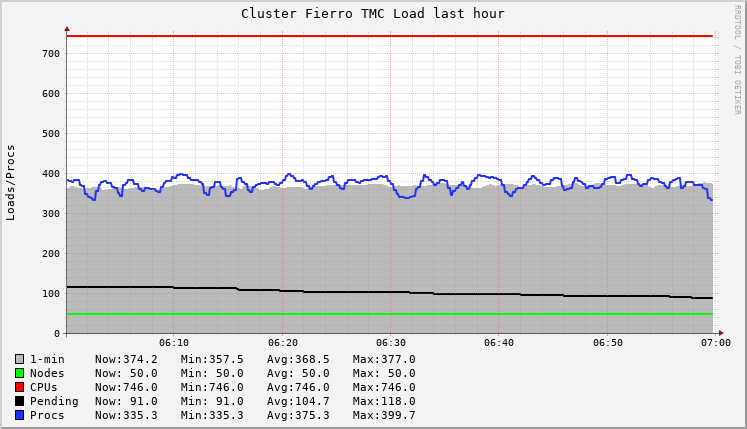 Cluster Fierro TMC Load last hour
RRDTOOL / TOBI OETIKER
Loads/Procs
700
600
500
400
300
200
100
0
06:10 06:20 06:30 06:40 06:50 07:00
1-min Now:374.2 Min:357.5 Avg:368.5 Max:377.0
Nodes Now: 50.0 Min: 50.0 Avg: 50.0 Max: 50.0
CPUs Now:746.0 Min:746.0 Avg:746.0 Max:746.0
Pending Now: 91.0 Min: 91.0 Avg:104.7 Max:118.0
Procs Now:335.3 Min:335.3 Avg:375.3 Max:399.7